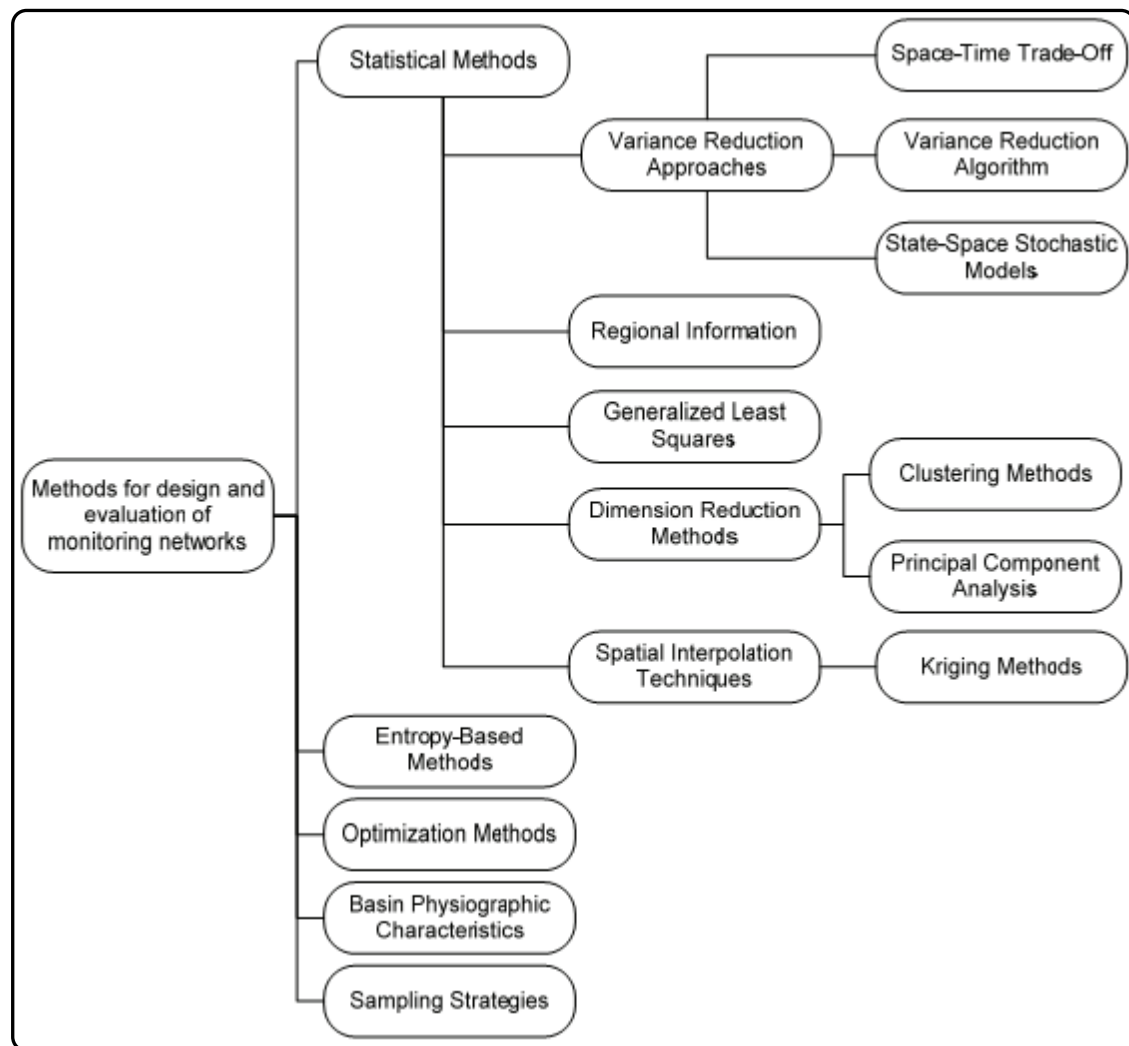 Statistical Methods
Space-Time Trade-Off
Variance Reduction
Approaches
Variance Reduction
Algorithm
State-Space Stochastic
Models
Regional Information
Generalized Least
Squares
Methods for design and
evaluation of
monitoring networks
Dimension Reduction
Methods
Clustering Methods
Principal Component
Analysis
Spatial Interpolation
Techniques
Kriging Methods
Entropy-Based
Methods
Optimization Methods
Basin Physiographic
Characteristics
Sampling Strategies